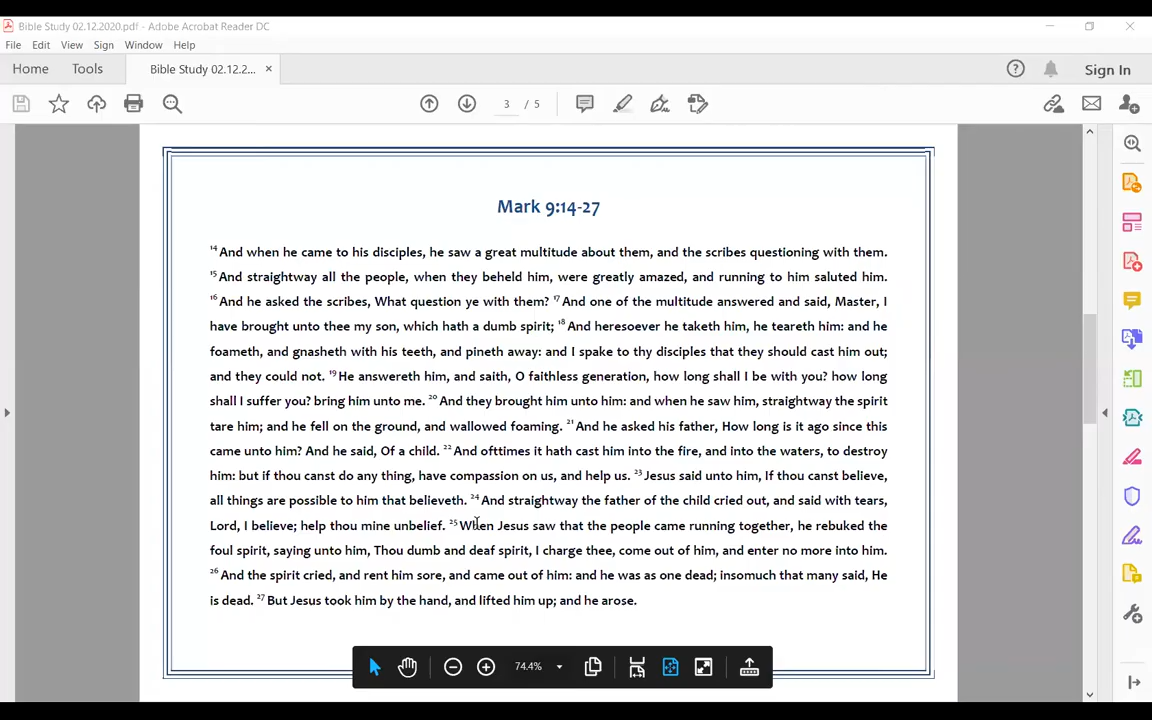 Bible Study 02.12.2020.pdf - Adobe Acrobat Reader DC
File Edit View Sign Window Help
Home Tools Bible Study 02.12.2... × Sign In
3 / 5
Mark 9:14-27
14 And when he came to his disciples, he saw a great multitude about them, and the scribes questioning with them.
15 And straightway all the people, when they beheld him, were greatly amazed, and running to him saluted him.
16 And he asked the scribes, What question ye with them? 17 And one of the multitude answered and said, Master, I
have brought unto thee my son, which hath a dumb spirit; 18 And heresoever he taketh him, he teareth him: and he
foameth, and gnasheth with his teeth, and pineth away: and I spake to thy disciples that they should cast him out;
and they could not. 19 He answereth him, and saith, O faithless generation, how long shall I be with you? how long
shall I suffer you? bring him unto me. 20 And they brought him unto him: and when he saw him, straightway the spirit
tare him; and he fell on the ground, and wallowed foaming. 21 And he asked his father, How long is it ago since this
came unto him? And he said, Of a child. 22 And ofttimes it hath cast him into the fire, and into the waters, to destroy
him: but if thou canst do any thing, have compassion on us, and help us. 23 Jesus said unto him, If thou canst believe,
all things are possible to him that believeth. 24 And straightway the father of the child cried out, and said with tears,
Lord, I believe; help thou mine unbelief. 25 When Jesus saw that the people came running together, he rebuked the
foul spirit, saying unto him, Thou dumb and deaf spirit, I charge thee, come out of him, and enter no more into him.
26 And the spirit cried, and rent him sore, and came out of him: and he was as one dead; insomuch that many said, He
is dead. 27 But Jesus took him by the hand, and lifted him up; and he arose.
74.4%